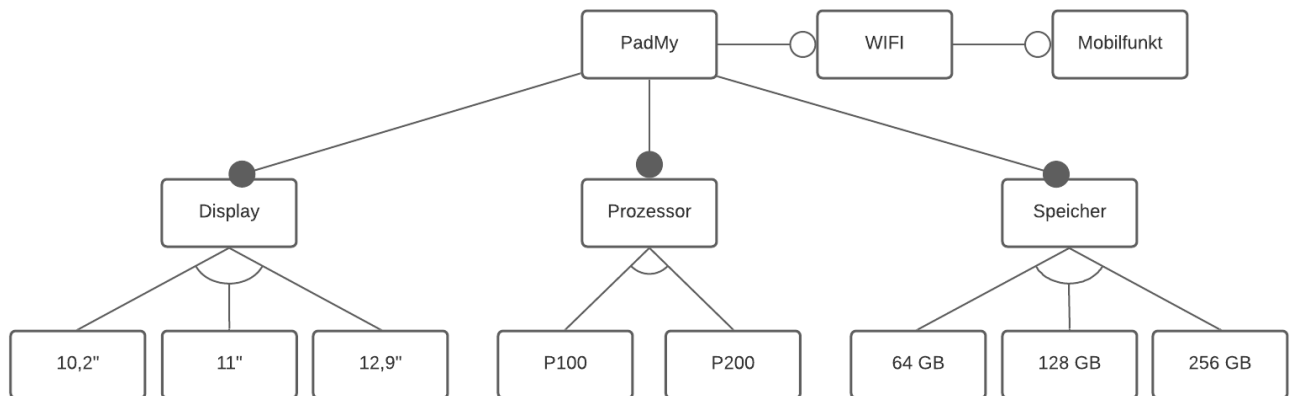 PadMy
WIFI
Mobilfunkt
Display
Prozessor
Speicher
10,2"
11"
12,9"
P100
P200
64 GB
128 GB
256 GB